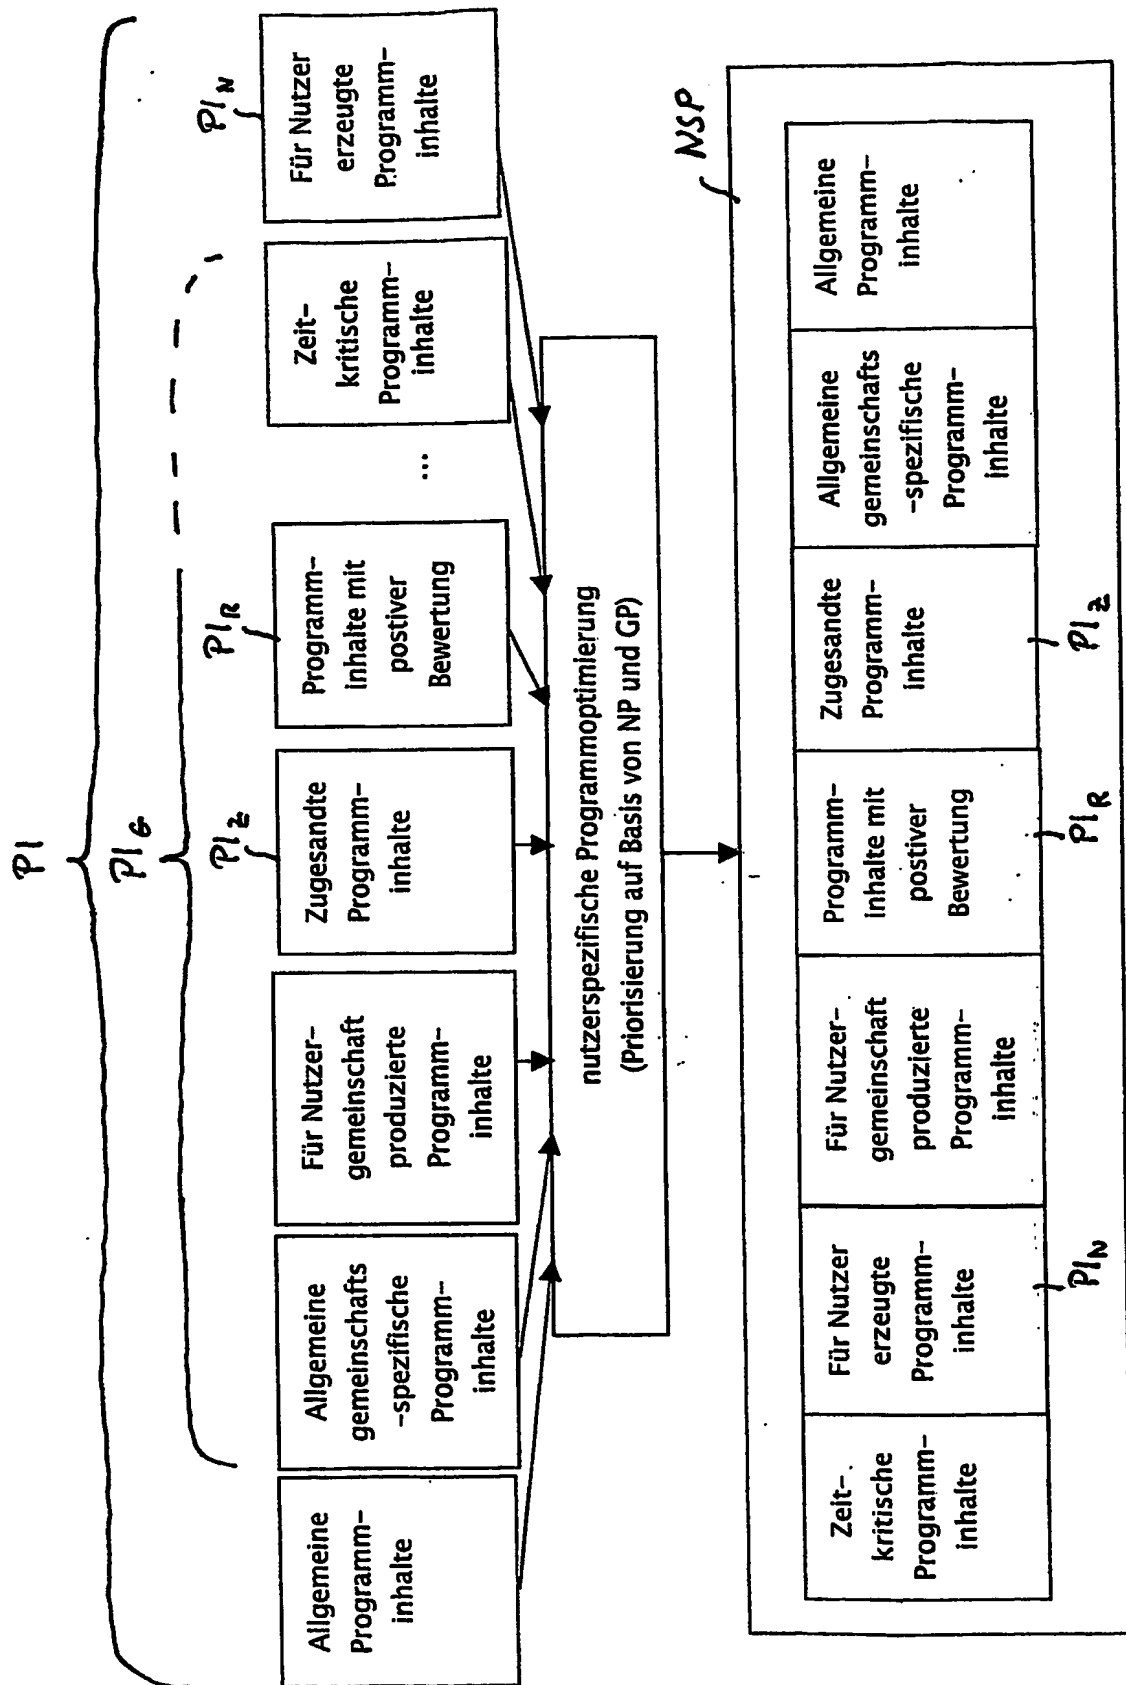 PI
PI_G
PI_Z
PI_R
PI_N
Allgemeine
Programm-
inhalte
Allgemeine
gemeinschafts
-spezifische
Programm-
inhalte
Für Nutzer-
gemeinschaft
produzierte
Programm-
inhalte
Zugesandte
Programm-
inhalte
Programm-
inhalte mit
postiver
Bewertung
...
Zeit-
kritische
Programm-
inhalte
Für Nutzer
erzeugte
Programm-
inhalte
nutzerspezifische Programmoptimierung
(Priorisierung auf Basis von NP und GP)
NSP
Zeit-
kritische
Programm-
inhalte
Für Nutzer
erzeugte
Programm-
inhalte
Für Nutzer-
gemeinschaft
produzierte
Programm-
inhalte
Programm-
inhalte mit
postiver
Bewertung
Zugesandte
Programm-
inhalte
Allgemeine
gemeinschafts
-spezifische
Programm-
inhalte
Allgemeine
Programm-
inhalte
PI_N
PI_R
PI_Z